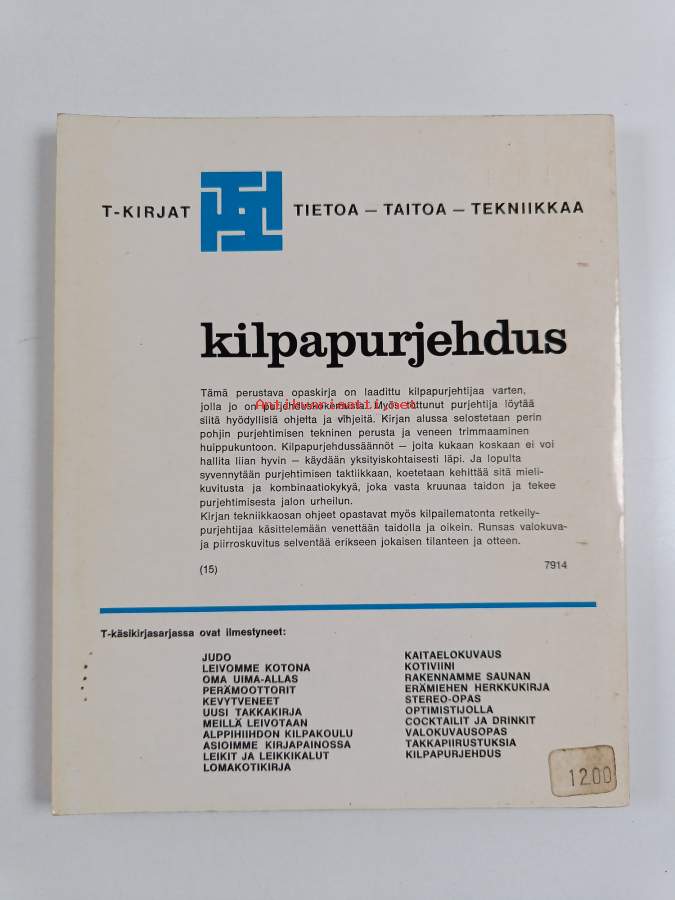 T-KIRJAT TIETOA — TAITOA — TEKNIIKKAA
kilpapurjehdus
Tämä perustava opaskirja on laadittu kilpapurjehtijaa varten,
jolla jo on purjehduskokemusta. Myös tottunut purjehtija löytää
Antikvariaatti.net
siitä hyödyllisiä ohjeita ja vihjeitä. Kirjan alussa selostetaan perin
pohjin purjehtimisen tekninen perusta ja veneen trimmaaminen
huippukuntoon. Kilpapurjehdussäännöt — joita kukaan koskaan ei voi
hallita liian hyvin — käydään yksityiskohtaisesti läpi. Ja lopulta
syvennytään purjehtimisen taktiikkaan, koetetaan kehittää sitä mieli-
kuvitusta ja kombinaatiokykyä, joka vasta kruunaa taidon ja tekee
purjehtimisesta jalon urheilun.
Kirjan tekniikkaosan ohjeet opastavat myös kilpailematonta retkeily-
purjehtijaa käsittelemään venettään taidolla ja oikein. Runsas valokuva-
ja piirroskuvitus selventää erikseen jokaisen tilanteen ja otteen.
(15) 7914
T-käsikirjasarjassa ovat ilmestyneet:
JUDO
LEIVOMME KOTONA
OMA UIMA-ALLAS
PERÄMOOTTORIT
KEVYTVENEET
UUSI TAKKAKIRJA
MEILLÄ LEIVOTAAN
ALPPIHIIHDON KILPAKOULU
ASIOIMME KIRJAPAINOSSA
LEIKIT JA LEIKKIKALUT
LOMAKOTIKIRJA
KAITAELOKUVAUS
KOTIVIINI
RAKENNAMME SAUNAN
ERÄMIEHEN HERKKUKIRJA
STEREO-OPAS
OPTIMISTIJOLLA
COCKTAILIT JA DRINKIT
VALOKUVAUSOPAS
TAKKAPIIRUSTUKSIA
KILPAPURJEHDUS
1200